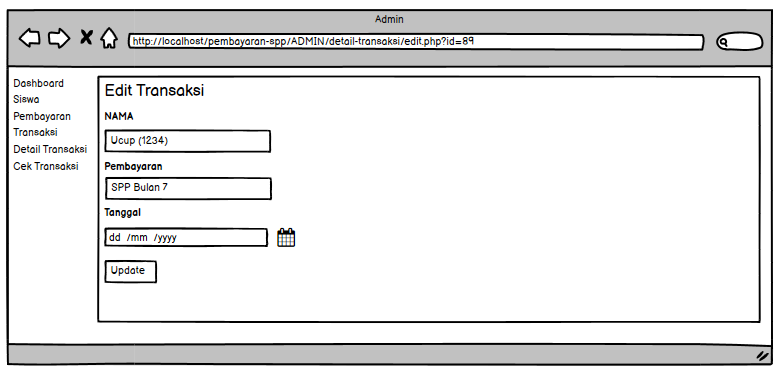 Admin
http://localhost/pembayaran-spp/ADMIN/detail-transaksi/edit.php?id=89
Dashboard
Siswa
Pembayaran
Transaksi
Detail Transaksi
Cek Transaksi
Edit Transaksi
NAMA
Ucup (1234)
Pembayaran
SPP Bulan 7
Tanggal
dd /mm /yyyy
Update